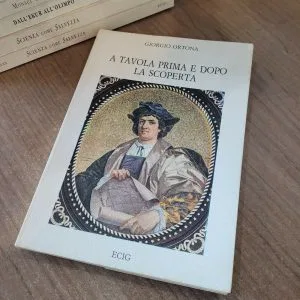 DALL'EBUR ALL'OLIMPO
SCIENZA COME SALVEZZA
SCIENZA COME SALVEZZA
GIORGIO ORTONA
A TAVOLA PRIMA E DOPO
LA SCOPERTA
ECIG